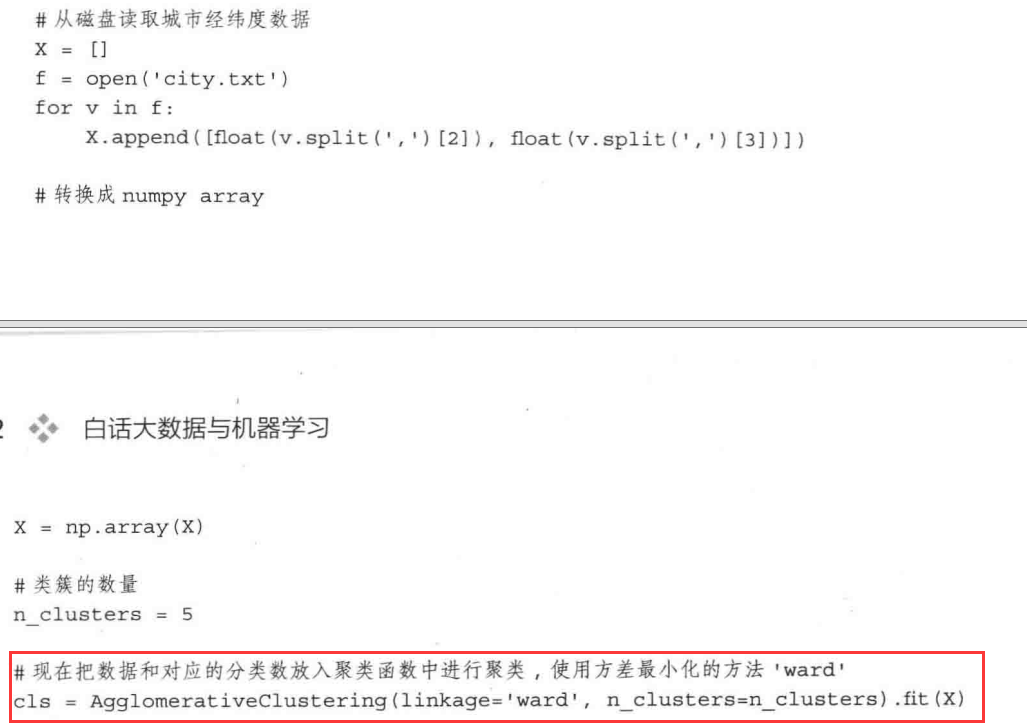 # 从磁盘读取城市经纬度数据
X = []
f = open('city.txt')
for v in f:
    X.append([float(v.split(',')[2]), float(v.split(',')[3])])
# 转换成 numpy array
2 白话大数据与机器学习
X = np.array(X)
# 类簇的数量
n_clusters = 5
# 现在把数据和对应的分类数放入聚类函数中进行聚类，使用方差最小化的方法 'ward'
cls = AgglomerativeClustering(linkage='ward', n_clusters=n_clusters).fit(X)